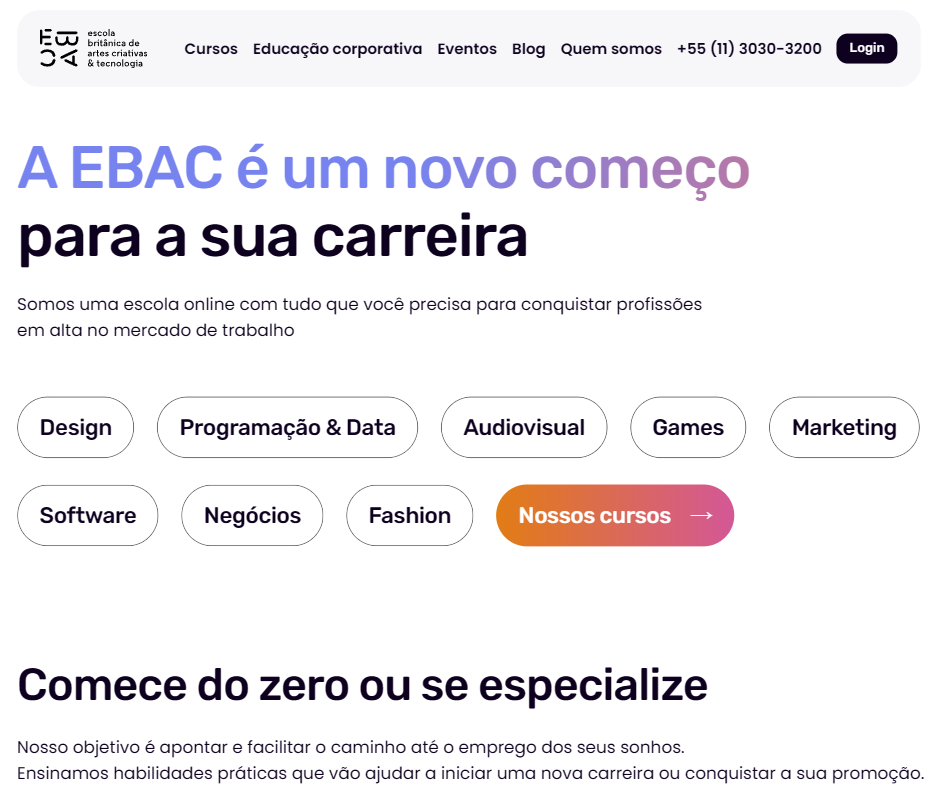 EBAC
escola
britânica de
artes criativas
& tecnologia
Cursos Educação corporativa Eventos Blog Quem somos +55 (11) 3030-3200 Login
A EBAC é um novo começo
para a sua carreira
Somos uma escola online com tudo que você precisa para conquistar profissões
em alta no mercado de trabalho
Design Programação & Data Audiovisual Games Marketing
Software Negócios Fashion Nossos cursos →
Comece do zero ou se especialize
Nosso objetivo é apontar e facilitar o caminho até o emprego dos seus sonhos.
Ensinamos habilidades práticas que vão ajudar a iniciar uma nova carreira ou conquistar a sua promoção.